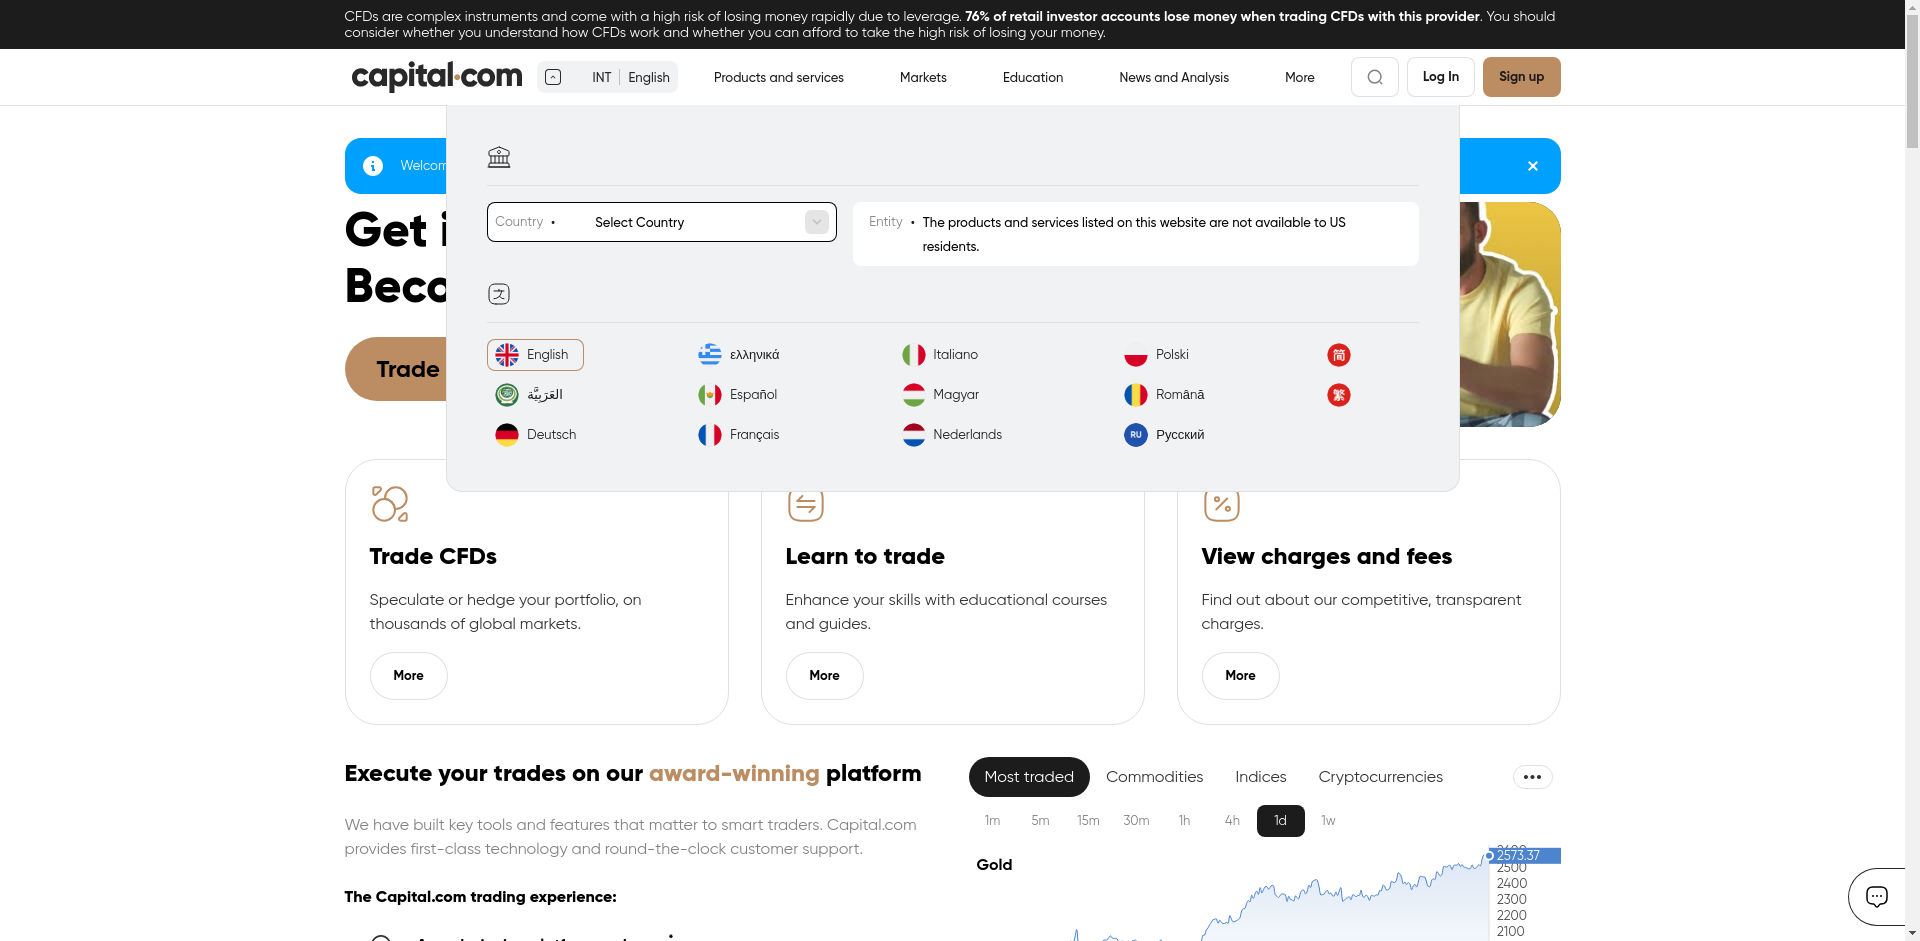 CFDs are complex instruments and come with a high risk of losing money rapidly due to leverage. 76% of retail investor accounts lose money when trading CFDs with this provider. You should
consider whether you understand how CFDs work and whether you can afford to take the high risk of losing your money.
capital.com
INT English
Products and services
Markets
Education
News and Analysis
More
Log In
Sign up
Welcom
Country •
Select Country
Entity •
The products and services listed on this website are not available to US
residents.
Get i
Beco
Trade
文
English
ελληνικά
Italiano
Polski
简
العَرَبِيَّة
Español
Magyar
Română
繁
Deutsch
Français
Nederlands
RU
Русский
Trade CFDs
Learn to trade
View charges and fees
Speculate or hedge your portfolio, on
thousands of global markets.
Enhance your skills with educational courses
and guides.
Find out about our competitive, transparent
charges.
More
More
More
Execute your trades on our award-winning platform
We have built key tools and features that matter to smart traders. Capital.com
provides first-class technology and round-the-clock customer support.
The Capital.com trading experience:
Most traded
Commodities
Indices
Cryptocurrencies
1m
5m
15m
30m
1h
4h
1d
1w
Gold
2573.37
2500
2400
2300
2200
2100